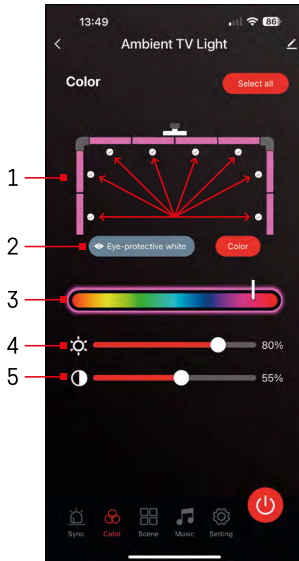 13:49 86
Ambient TV Light
Color Select all
1
2 Eye-protective white Color
3
4 80%
5 55%
Sync Color Scene Music Setting